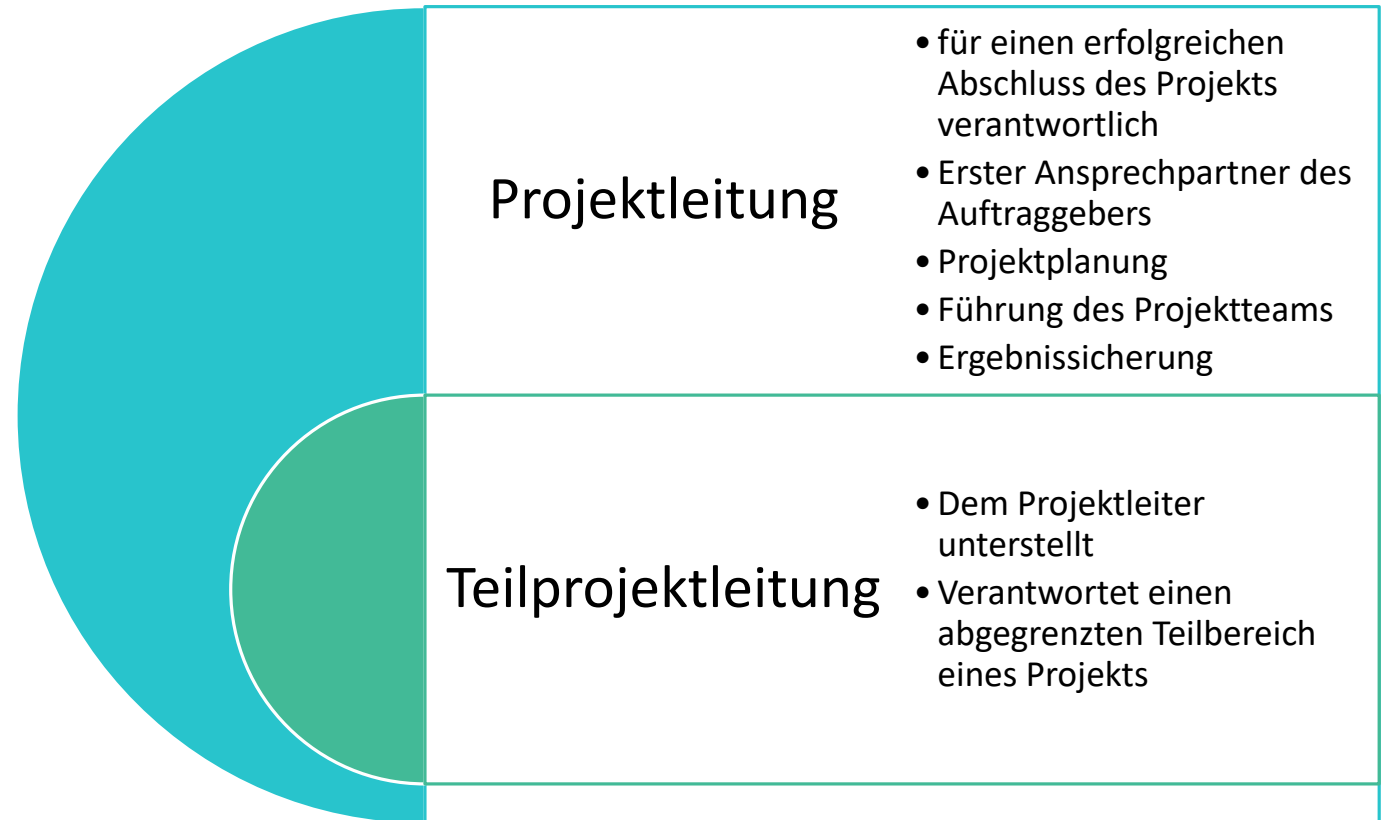 Projektleitung
• für einen erfolgreichen
Abschluss des Projekts
verantwortlich
• Erster Ansprechpartner des
Auftraggebers
• Projektplanung
• Führung des Projektteams
• Ergebnissicherung
Teilprojektleitung
• Dem Projektleiter
unterstellt
• Verantwortet einen
abgegrenzten Teilbereich
eines Projekts